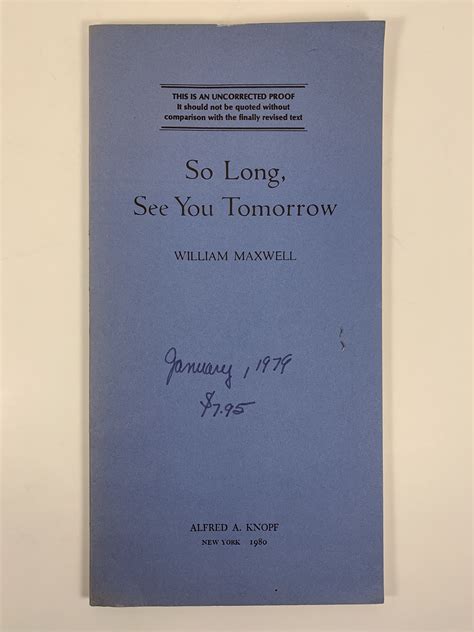 THIS IS AN UNCORRECTED PROOF
It should not be quoted without
comparison with the finally revised text
So Long,
See You Tomorrow
WILLIAM MAXWELL
January, 1979
$7.95
ALFRED A. KNOPF
NEW YORK 1980